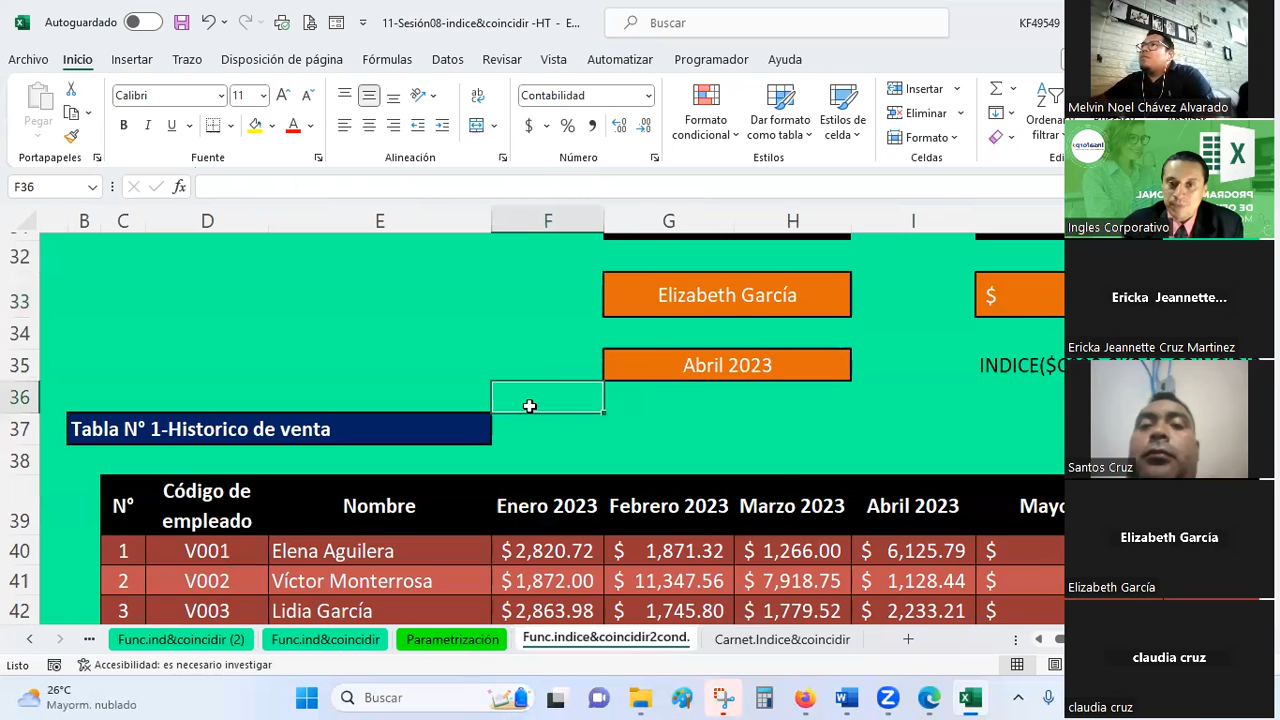 Autoguardado
11-Sesión08-indice&coincidir -HT - E...
Buscar
KF49549
Archivo Inicio Insertar Trazo Disposición de página Fórmulas Datos Revisar Vista Automatizar Programador Ayuda
Pegar
Portapapeles
Calibri 11
N K S
Fuente
Alineación
Contabilidad
$ % 000
Número
Formato condicional
Dar formato como tabla
Estilos de celda
Estilos
Insertar
Eliminar
Formato
Celdas
F36
fx
B C D E F G H I
32
33 Elizabeth García $
34
35 Abril 2023
36
37 Tabla N° 1-Historico de venta
38
39 N° Código de empleado Nombre Enero 2023 Febrero 2023 Marzo 2023 Abril 2023
40 1 V001 Elena Aguilera $2,820.72 $ 1,871.32 $ 1,266.00 $ 6,125.79 $
41 2 V002 Víctor Monterrosa $1,872.00 $ 11,347.56 $ 7,918.75 $ 1,128.44 $
42 3 V003 Lidia García $2,863.98 $ 1,745.80 $ 1,779.52 $ 2,233.21 $
Func.ind&coincidir (2) Func.ind&coincidir Parametrización Func.indice&coincidir2cond. Carnet.Indice&coincidir
Listo
Accesibilidad: es necesario investigar
26°C
Mayorm. nublado
Buscar
Melvin Noel Chávez Alvarado
Ingles Corporativo
Ericka Jeannette...
Ericka Jeannette Cruz Martinez
Santos Cruz
Elizabeth García
Elizabeth García
claudia cruz
claudia cruz